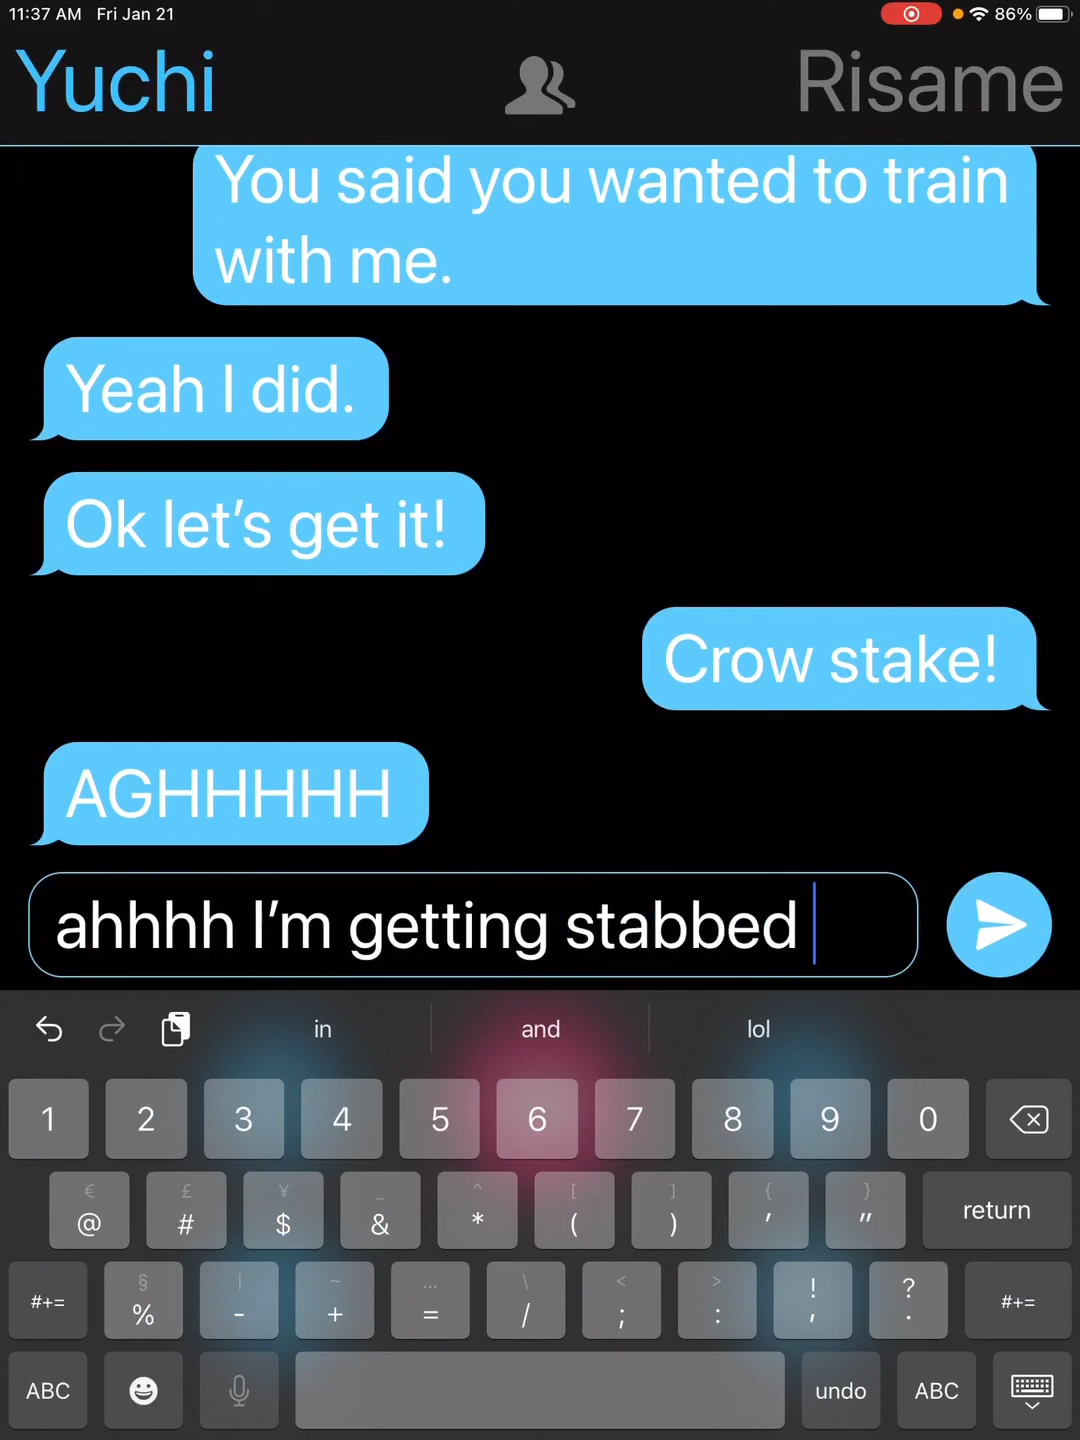 11:37 AM Fri Jan 21 86%
Yuchi Risame
You said you wanted to train
with me.
Yeah I did.
Ok let’s get it!
Crow stake!
AGHHHHH
ahhhh I’m getting stabbed
in and lol
1 2 3 4 5 6 7 8 9 0
€ £ ¥ _ ^ [ ] { }
@ # $ & * ( ) ' " return
§ | ~ … \ < > ! ?
#+= % - + = / ; : , . #+=
ABC undo ABC